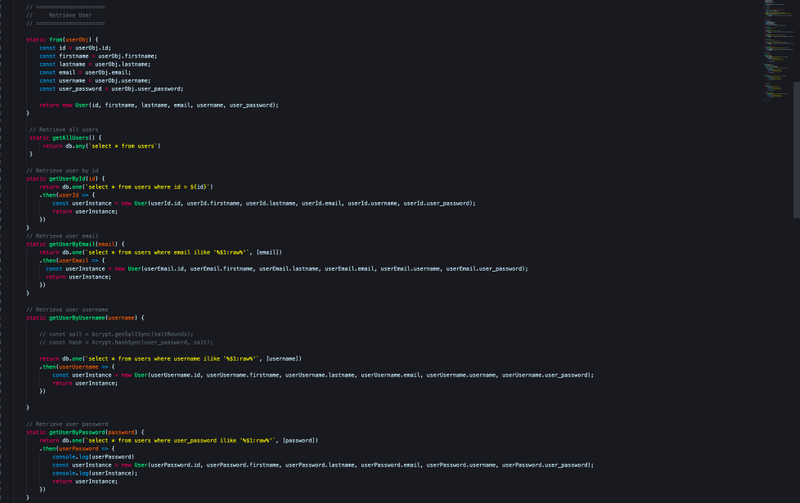 // =====================
//     Retrieve User
// =====================
static from(userObj) {
const id = userObj.id;
const firstname = userObj.firstname;
const lastname = userObj.lastname;
const email = userObj.email;
const username = userObj.username;
const user_password = userObj.user_password;
return new User(id, firstname, lastname, email, username, user_password);
}
// Retrieve all users
static getAllUsers() {
return db.any(`select * from users`)
}
// Retrieve user by id
static getUserById(id) {
return db.one(`select * from users where id = ${id}`)
.then(userId => {
const userInstance = new User(userId.id, userId.firstname, userId.lastname, userId.email, userId.username, userId.user_password);
return userInstance;
})
}
// Retrieve user email
static getUserByEmail(email) {
return db.one(`select * from users where email ilike '%$1:raw%'`, [email])
.then(userEmail => {
const userInstance = new User(userEmail.id, userEmail.firstname, userEmail.lastname, userEmail.email, userEmail.username, userEmail.user_password);
return userInstance;
})
}
// Retrieve user username
static getUserByUsername(username) {
// const salt = bcrypt.genSaltSync(saltRounds);
// const hash = bcrypt.hashSync(user_password, salt);
return db.one(`select * from users where username ilike '%$1:raw%'`, [username])
.then(userUsername => {
const userInstance = new User(userUsername.id, userUsername.firstname, userUsername.lastname, userUsername.email, userUsername.username, userUsername.user_password);
return userInstance;
})
}
// Retrieve user password
static getUserByPassword(password) {
return db.one(`select * from users where user_password ilike '%$1:raw%'`, [password])
.then(userPassword => {
console.log(userPassword)
const userInstance = new User(userPassword.id, userPassword.firstname, userPassword.lastname, userPassword.email, userPassword.username, userPassword.user_password);
console.log(userInstance);
return userInstance;
})
}